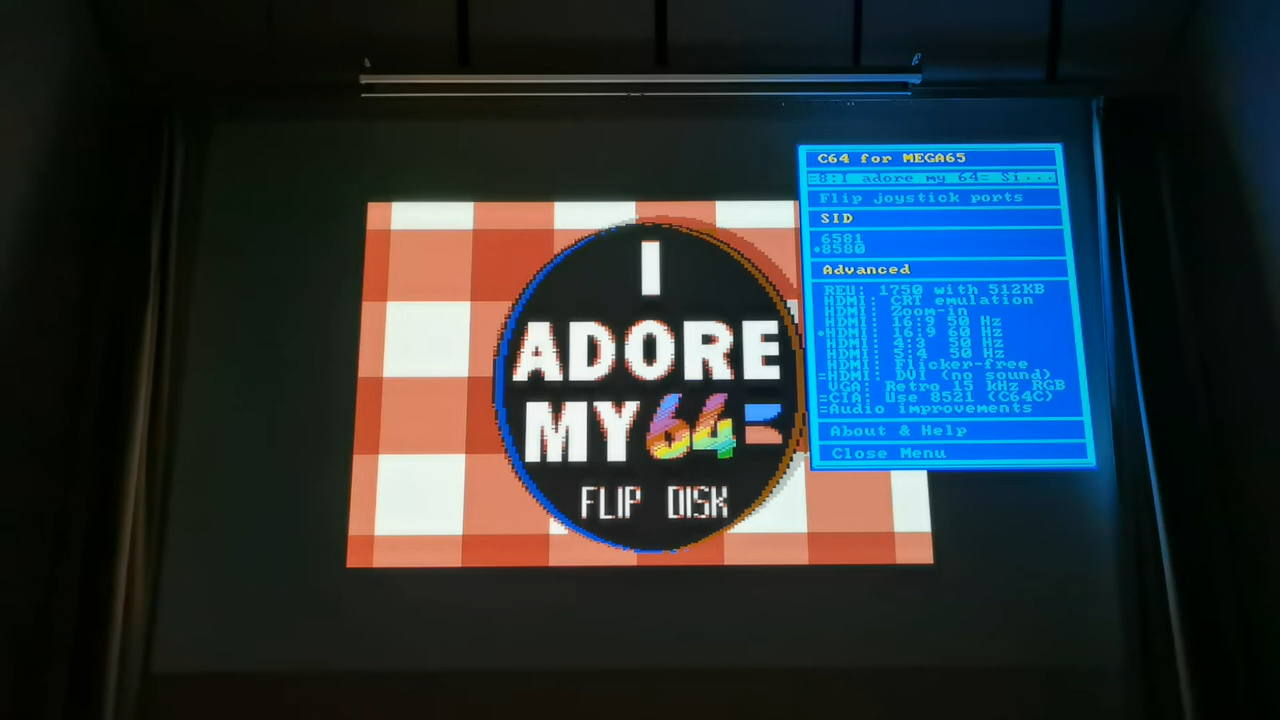 I
ADORE
MY 64
FLIP DISK
C64 for MEGA65
=8:I adore my 64= Si...
Flip joystick ports
SID
6581
•8580
Advanced
REU: 1750 with 512KB
HDMI: CRT emulation
HDMI: Zoom-in
HDMI: 16:9 50 Hz
•HDMI: 16:9 60 Hz
HDMI: 4:3  50 Hz
HDMI: 5:4  50 Hz
HDMI: Flicker-free
=HDMI: DVI (no sound)
VGA: Retro 15 kHz RGB
=CIA: Use 8521 (C64C)
=Audio improvements
About & Help
Close Menu